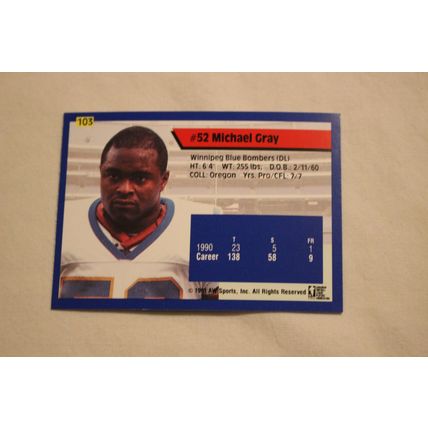 103
#52 Michael Gray
Winnipeg Blue Bombers (DL)
HT: 6'4" WT: 255 lbs. D.O.B.: 2/11/60
COLL: Oregon Yrs. Pro/CFL: 7/7
T S FR
1990 23 5 1
Career 138 58 9
© 1991 AW Sports, Inc. All Rights Reserved